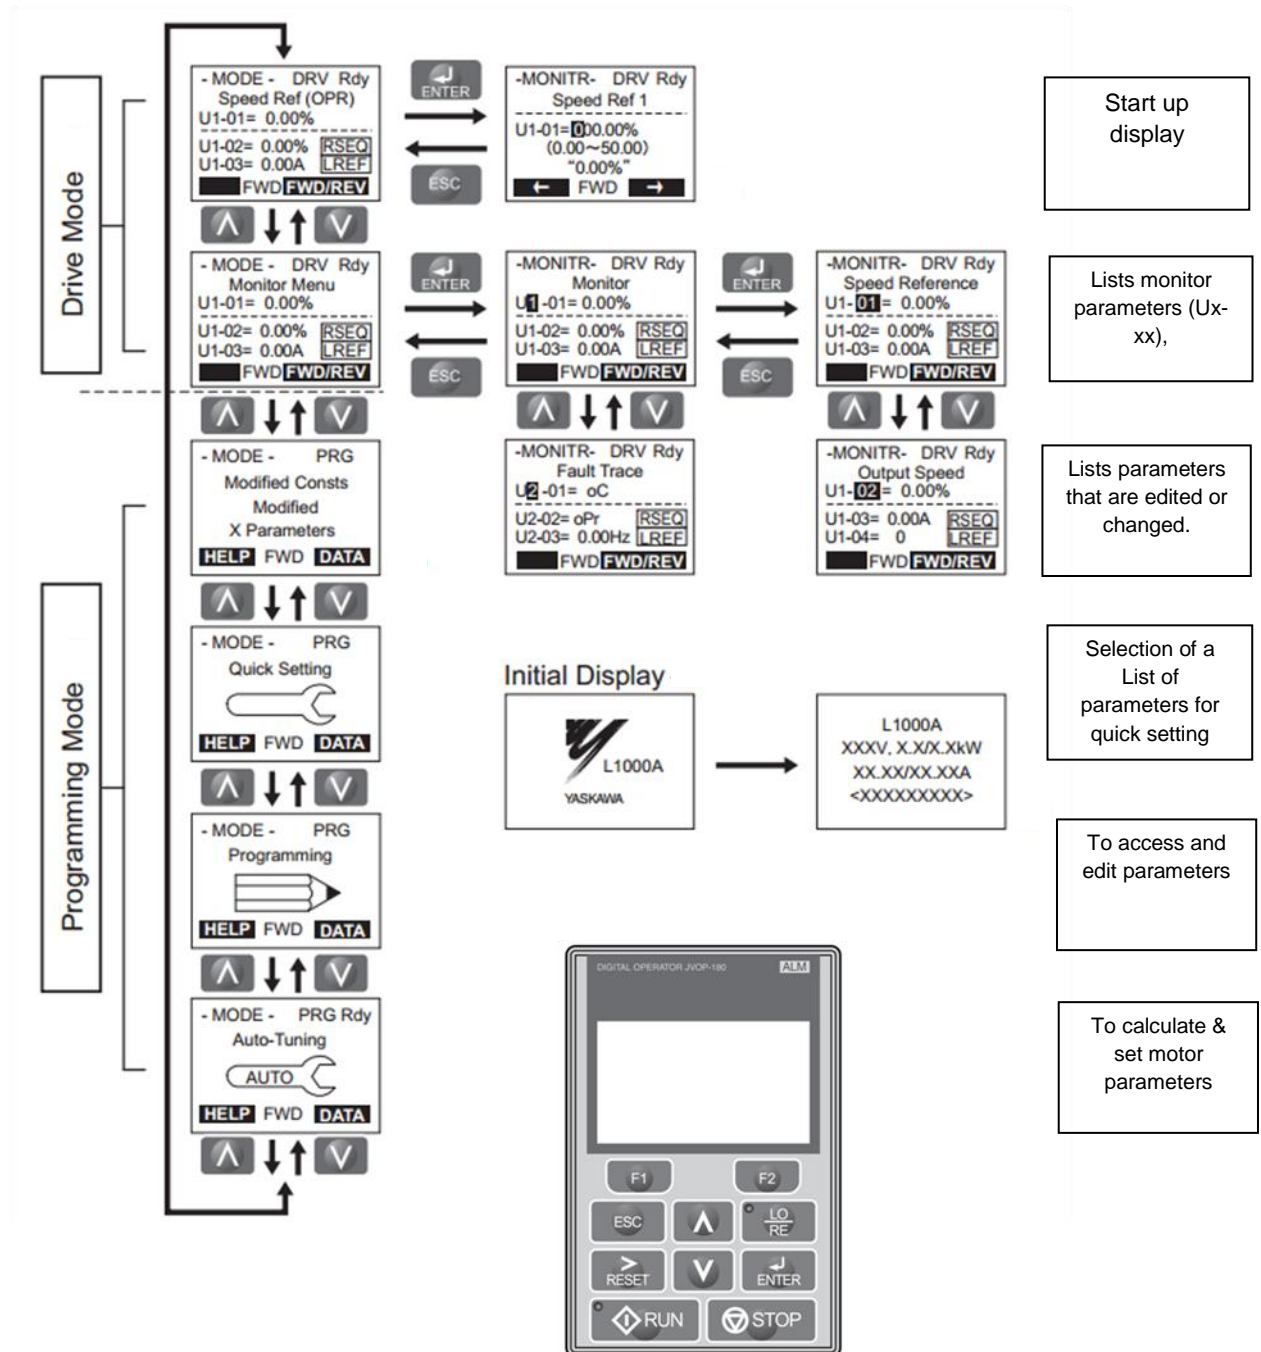 Drive Mode
- MODE - DRV Rdy
Speed Ref (OPR)
U1-01= 0.00%
U1-02= 0.00% RSEQ
U1-03= 0.00A LREF
FWD FWD/REV
ENTER
ESC
-MONITR- DRV Rdy
Speed Ref 1
U1-01=000.00%
(0.00~50.00)
"0.00%"
← FWD →
Start up
display
- MODE - DRV Rdy
Monitor Menu
U1-01= 0.00%
U1-02= 0.00% RSEQ
U1-03= 0.00A LREF
FWD FWD/REV
ENTER
ESC
-MONITR- DRV Rdy
Monitor
U1 -01= 0.00%
U1-02= 0.00% RSEQ
U1-03= 0.00A LREF
FWD FWD/REV
ENTER
ESC
-MONITR- DRV Rdy
Speed Reference
U1- 01 = 0.00%
U1-02= 0.00% RSEQ
U1-03= 0.00A LREF
FWD FWD/REV
Lists monitor
parameters (Ux-
xx),
Programming Mode
- MODE - PRG
Modified Consts
Modified
X Parameters
HELP FWD DATA
-MONITR- DRV Rdy
Fault Trace
U2 -01= oC
U2-02= oPr RSEQ
U2-03= 0.00Hz LREF
FWD FWD/REV
-MONITR- DRV Rdy
Output Speed
U1- 02 = 0.00%
U1-03= 0.00A RSEQ
U1-04= 0 LREF
FWD FWD/REV
Lists parameters
that are edited or
changed.
- MODE - PRG
Quick Setting
HELP FWD DATA
Initial Display
L1000A
YASKAWA
L1000A
XXXV, X.X/X.XkW
XX.XX/XX.XXA
<XXXXXXXXX>
Selection of a
List of
parameters for
quick setting
- MODE - PRG
Programming
HELP FWD DATA
To access and
edit parameters
- MODE - PRG Rdy
Auto-Tuning
AUTO
HELP FWD DATA
To calculate &
set motor
parameters
DIGITAL OPERATOR JVOP-180 ALM
F1 F2
ESC LO
RE
> RESET ENTER
RUN STOP